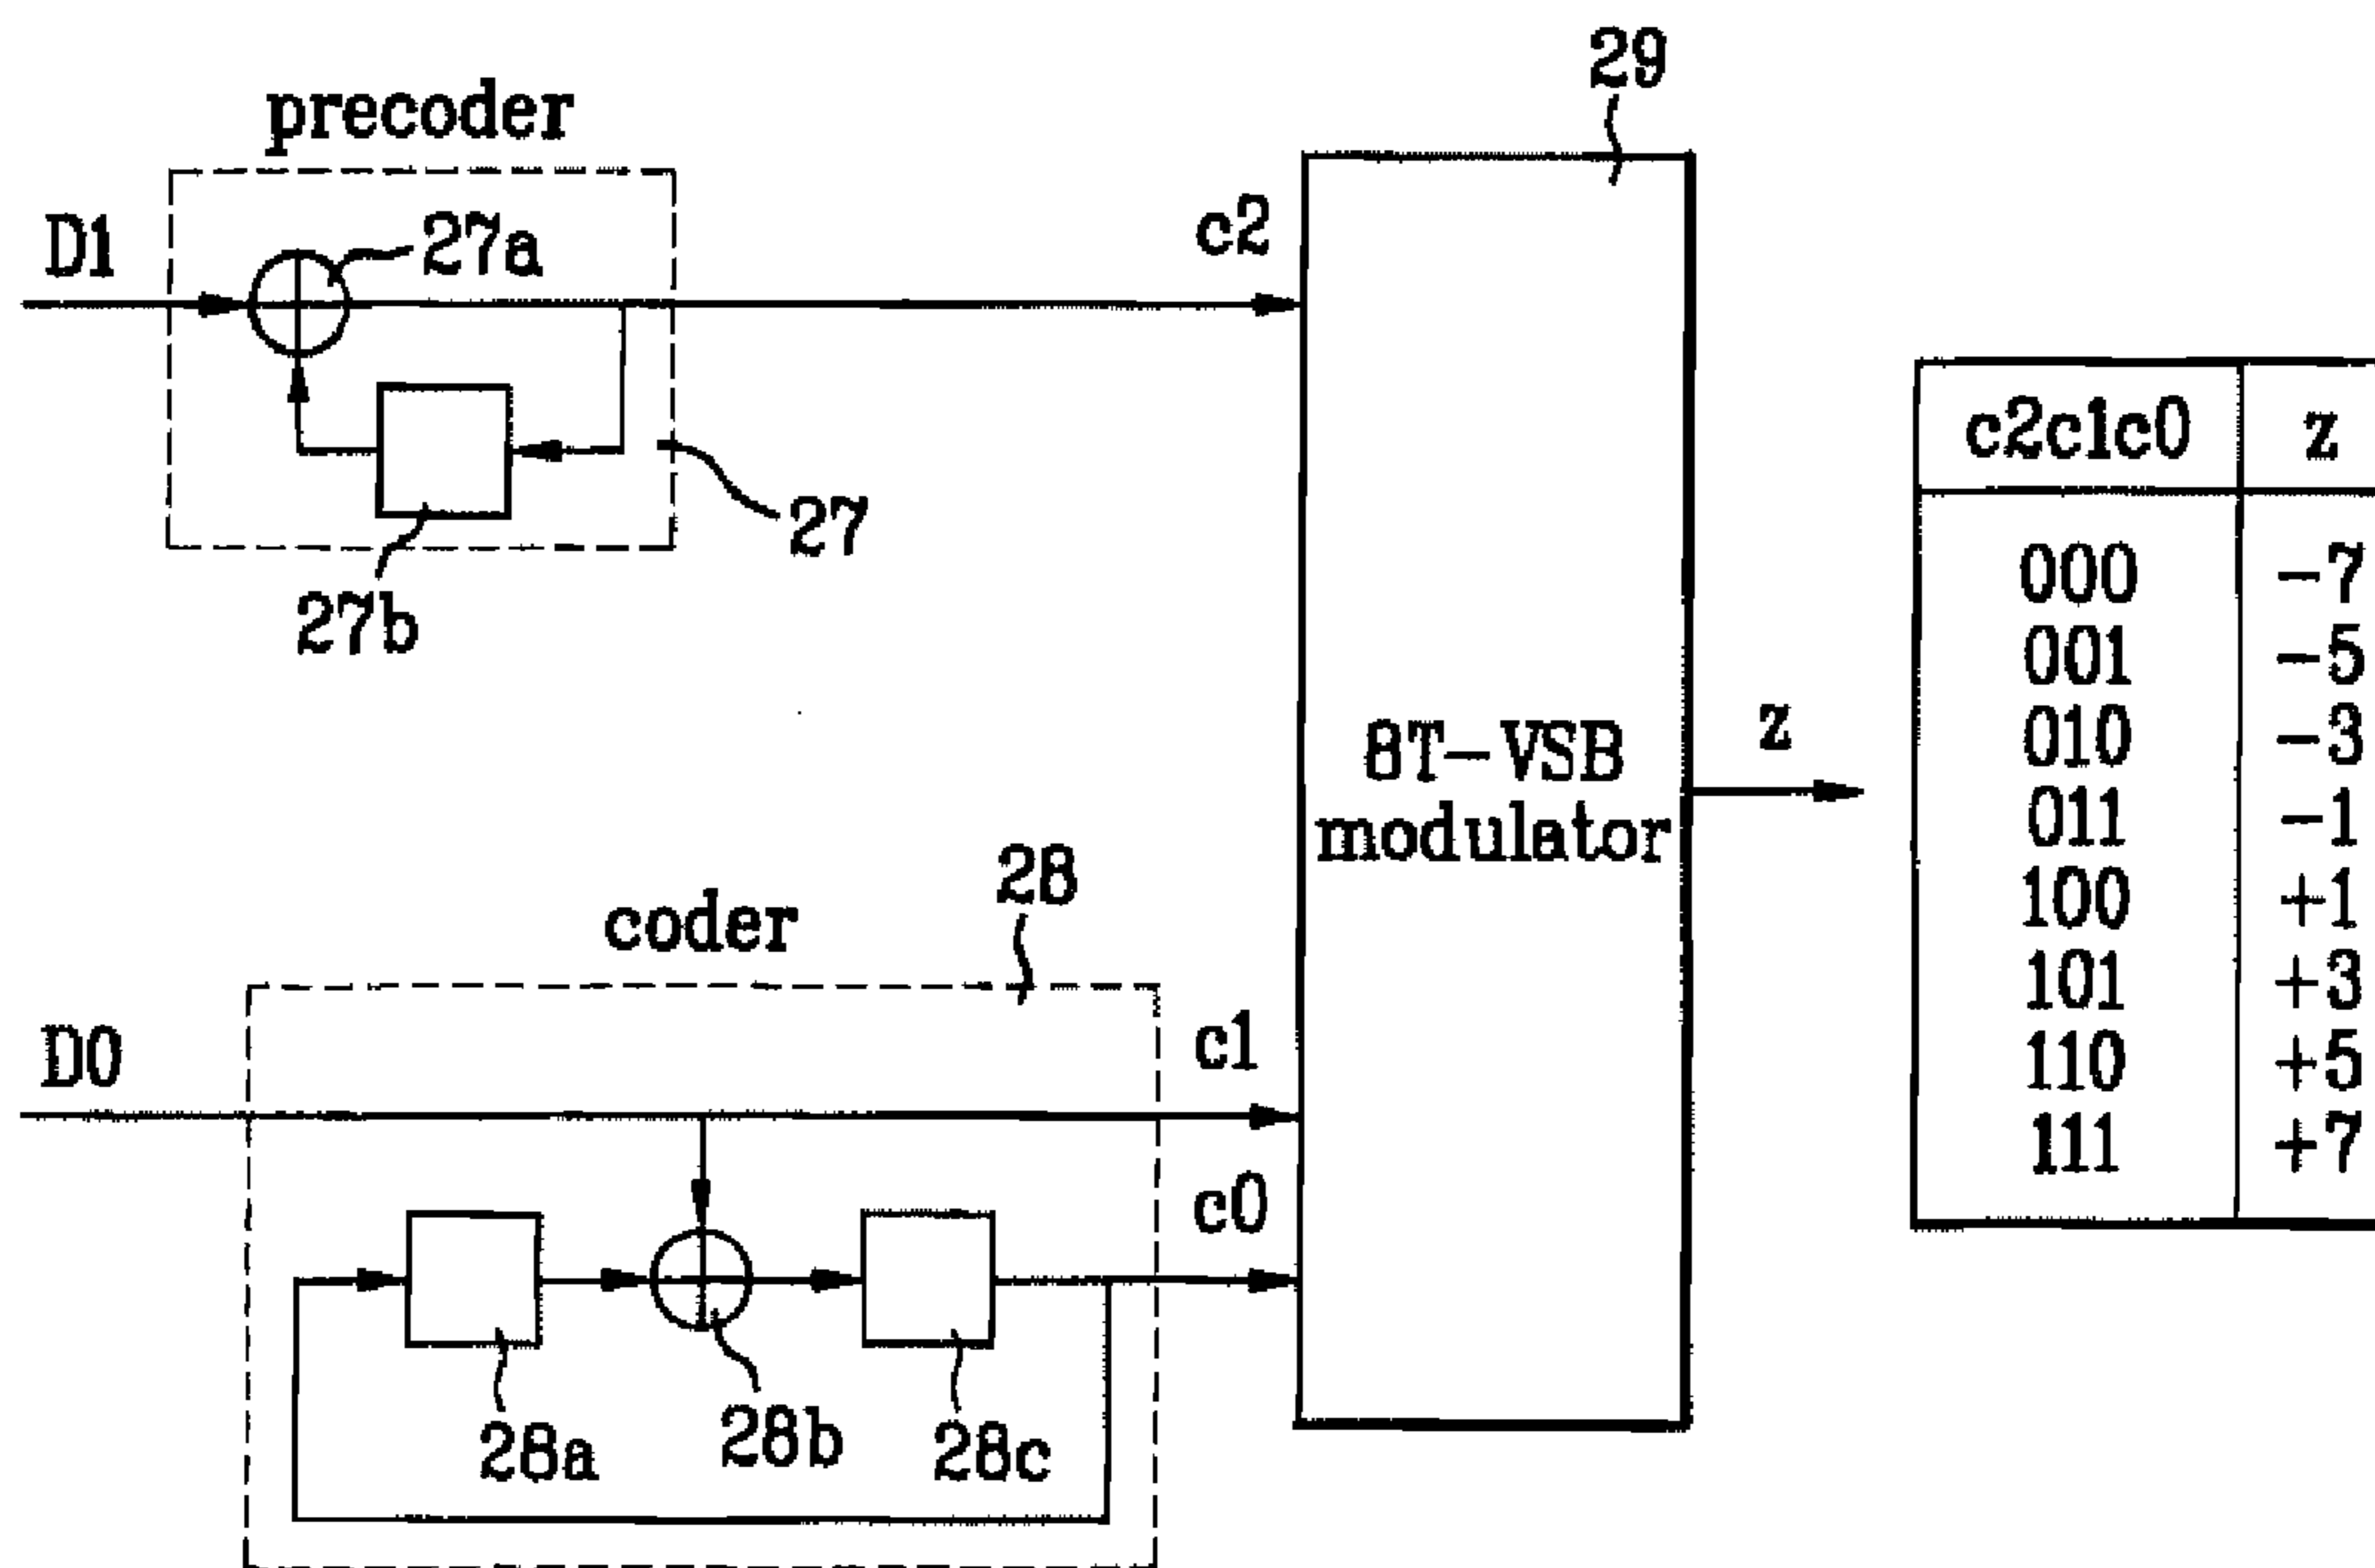 29
precoder
D1
27a
c2
27
27b
c2c1c0 z
000 -7
001 -5
010 -3
011 -1
100 +1
101 +3
110 +5
111 +7
8T-VSB
modulator
z
28
coder
D0
c1
c0
28a
28b
28c